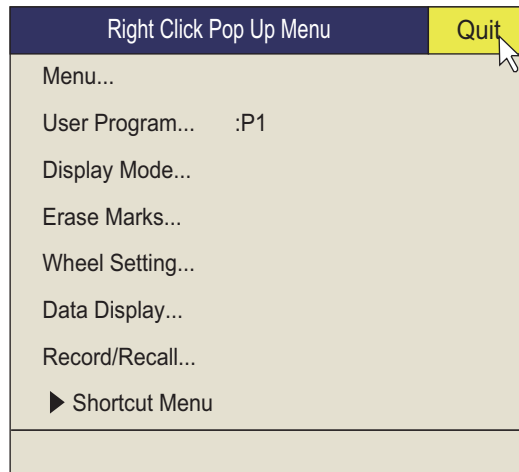 Right Click Pop Up Menu Quit
Menu...
User Program... :P1
Display Mode...
Erase Marks...
Wheel Setting...
Data Display...
Record/Recall...
Shortcut Menu